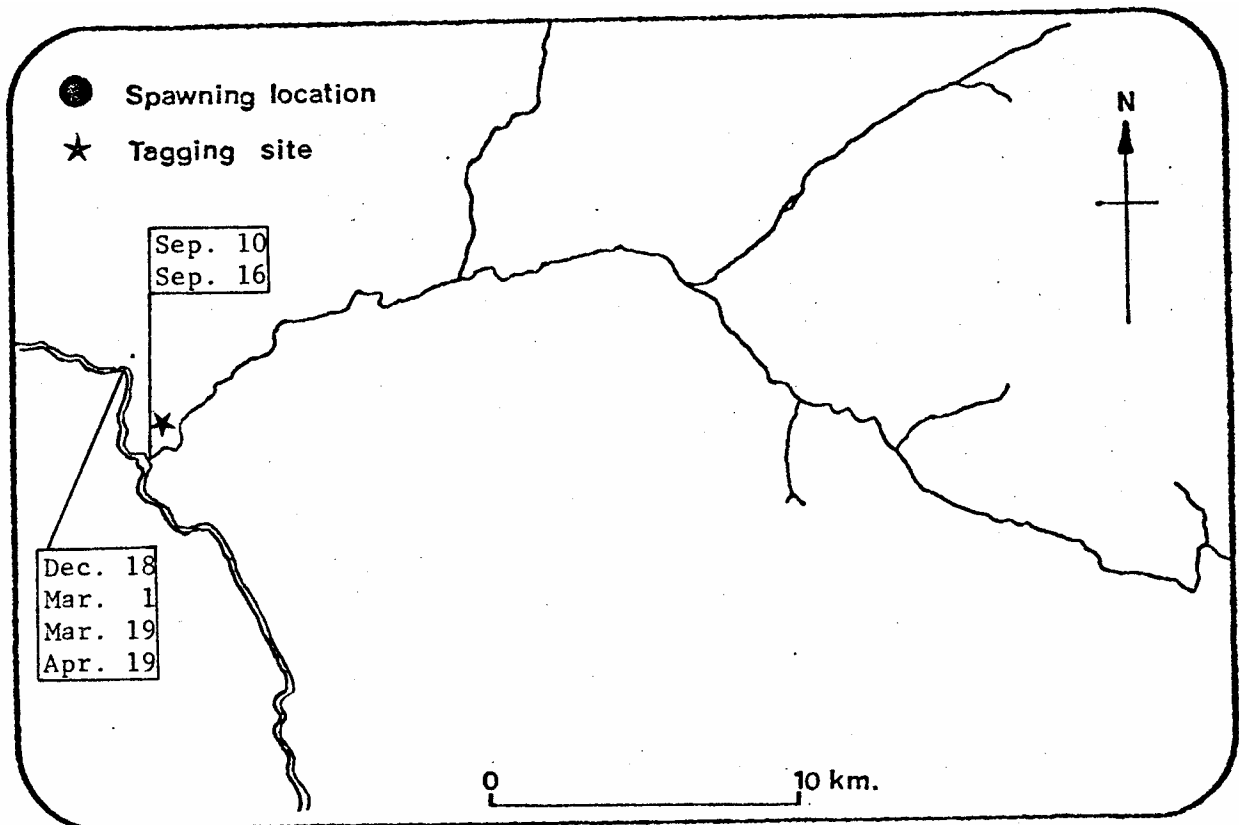 Spawning location
Tagging site
N
Sep. 10
Sep. 16
Dec. 18
Mar. 1
Mar. 19
Apr. 19
0 10 km.